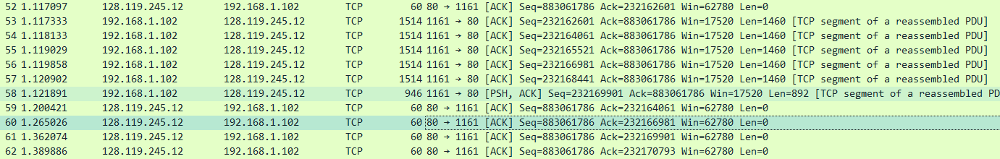 52 1.117097 128.119.245.12 192.168.1.102 TCP 60 80 → 1161 [ACK] Seq=883061786 Ack=232162601 Win=62780 Len=0
53 1.117333 192.168.1.102 128.119.245.12 TCP 1514 1161 → 80 [ACK] Seq=232162601 Ack=883061786 Win=17520 Len=1460 [TCP segment of a reassembled PDU]
54 1.118133 192.168.1.102 128.119.245.12 TCP 1514 1161 → 80 [ACK] Seq=232164061 Ack=883061786 Win=17520 Len=1460 [TCP segment of a reassembled PDU]
55 1.119029 192.168.1.102 128.119.245.12 TCP 1514 1161 → 80 [ACK] Seq=232165521 Ack=883061786 Win=17520 Len=1460 [TCP segment of a reassembled PDU]
56 1.119858 192.168.1.102 128.119.245.12 TCP 1514 1161 → 80 [ACK] Seq=232166981 Ack=883061786 Win=17520 Len=1460 [TCP segment of a reassembled PDU]
57 1.120902 192.168.1.102 128.119.245.12 TCP 1514 1161 → 80 [ACK] Seq=232168441 Ack=883061786 Win=17520 Len=1460 [TCP segment of a reassembled PDU]
58 1.121891 192.168.1.102 128.119.245.12 TCP 946 1161 → 80 [PSH, ACK] Seq=232169901 Ack=883061786 Win=17520 Len=892 [TCP segment of a reassembled PD
59 1.200421 128.119.245.12 192.168.1.102 TCP 60 80 → 1161 [ACK] Seq=883061786 Ack=232164061 Win=62780 Len=0
60 1.265026 128.119.245.12 192.168.1.102 TCP 60 80 → 1161 [ACK] Seq=883061786 Ack=232166981 Win=62780 Len=0
61 1.362074 128.119.245.12 192.168.1.102 TCP 60 80 → 1161 [ACK] Seq=883061786 Ack=232169901 Win=62780 Len=0
62 1.389886 128.119.245.12 192.168.1.102 TCP 60 80 → 1161 [ACK] Seq=883061786 Ack=232170793 Win=62780 Len=0